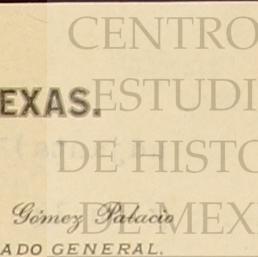 CENTRO
EXAS.
ESTUDI
DE HISTO
Gómez Palacio
DE MEX
ADO GENERAL.